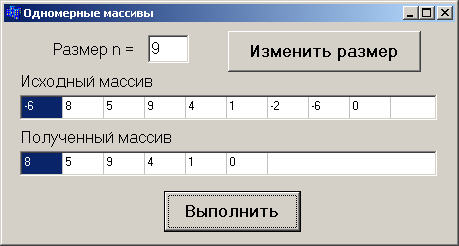 Одномерные массивы
Размер n = 9
Изменить размер
Исходный массив
-6 8 5 9 4 1 -2 -6 0
Полученный массив
8 5 9 4 1 0
Выполнить